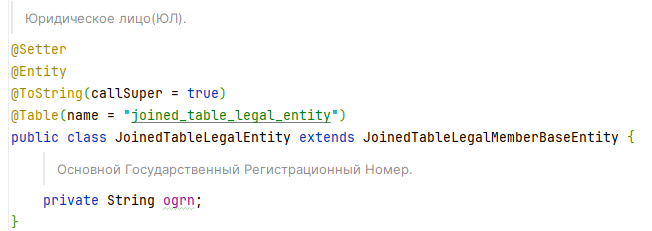 Юридическое лицо(ЮЛ).
@Setter
@Entity
@ToString(callSuper = true)
@Table(name = "joined_table_legal_entity")
public class JoinedTableLegalEntity extends JoinedTableLegalMemberBaseEntity {
Основной Государственный Регистрационный Номер.
private String ogrn;
}